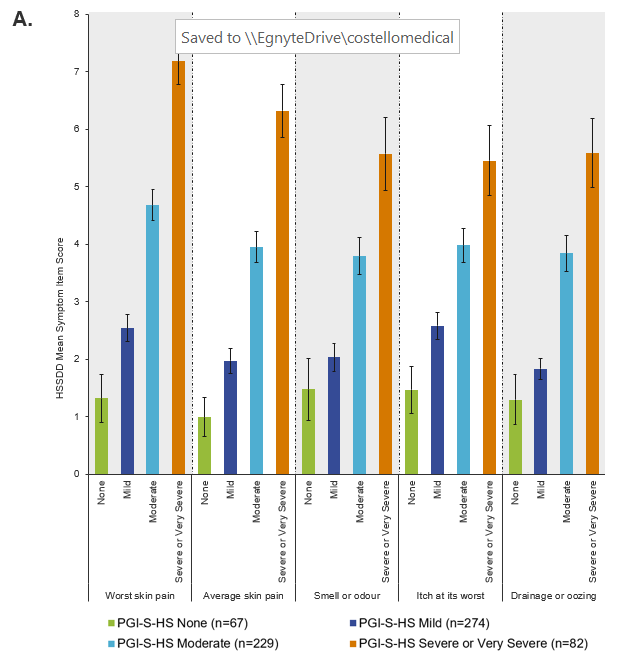 A.
Saved to \\EgnyteDrive\costellomedical
8
7
6
5
4
3
2
1
0
HSSDD Mean Symptom Item Score
None
Mild
Moderate
Severe or Very Severe
None
Mild
Moderate
Severe or Very Severe
None
Mild
Moderate
Severe or Very Severe
None
Mild
Moderate
Severe or Very Severe
None
Mild
Moderate
Severe or Very Severe
Worst skin pain
Average skin pain
Smell or odour
Itch at its worst
Drainage or oozing
PGI-S-HS None (n=67)
PGI-S-HS Mild (n=274)
PGI-S-HS Moderate (n=229)
PGI-S-HS Severe or Very Severe (n=82)